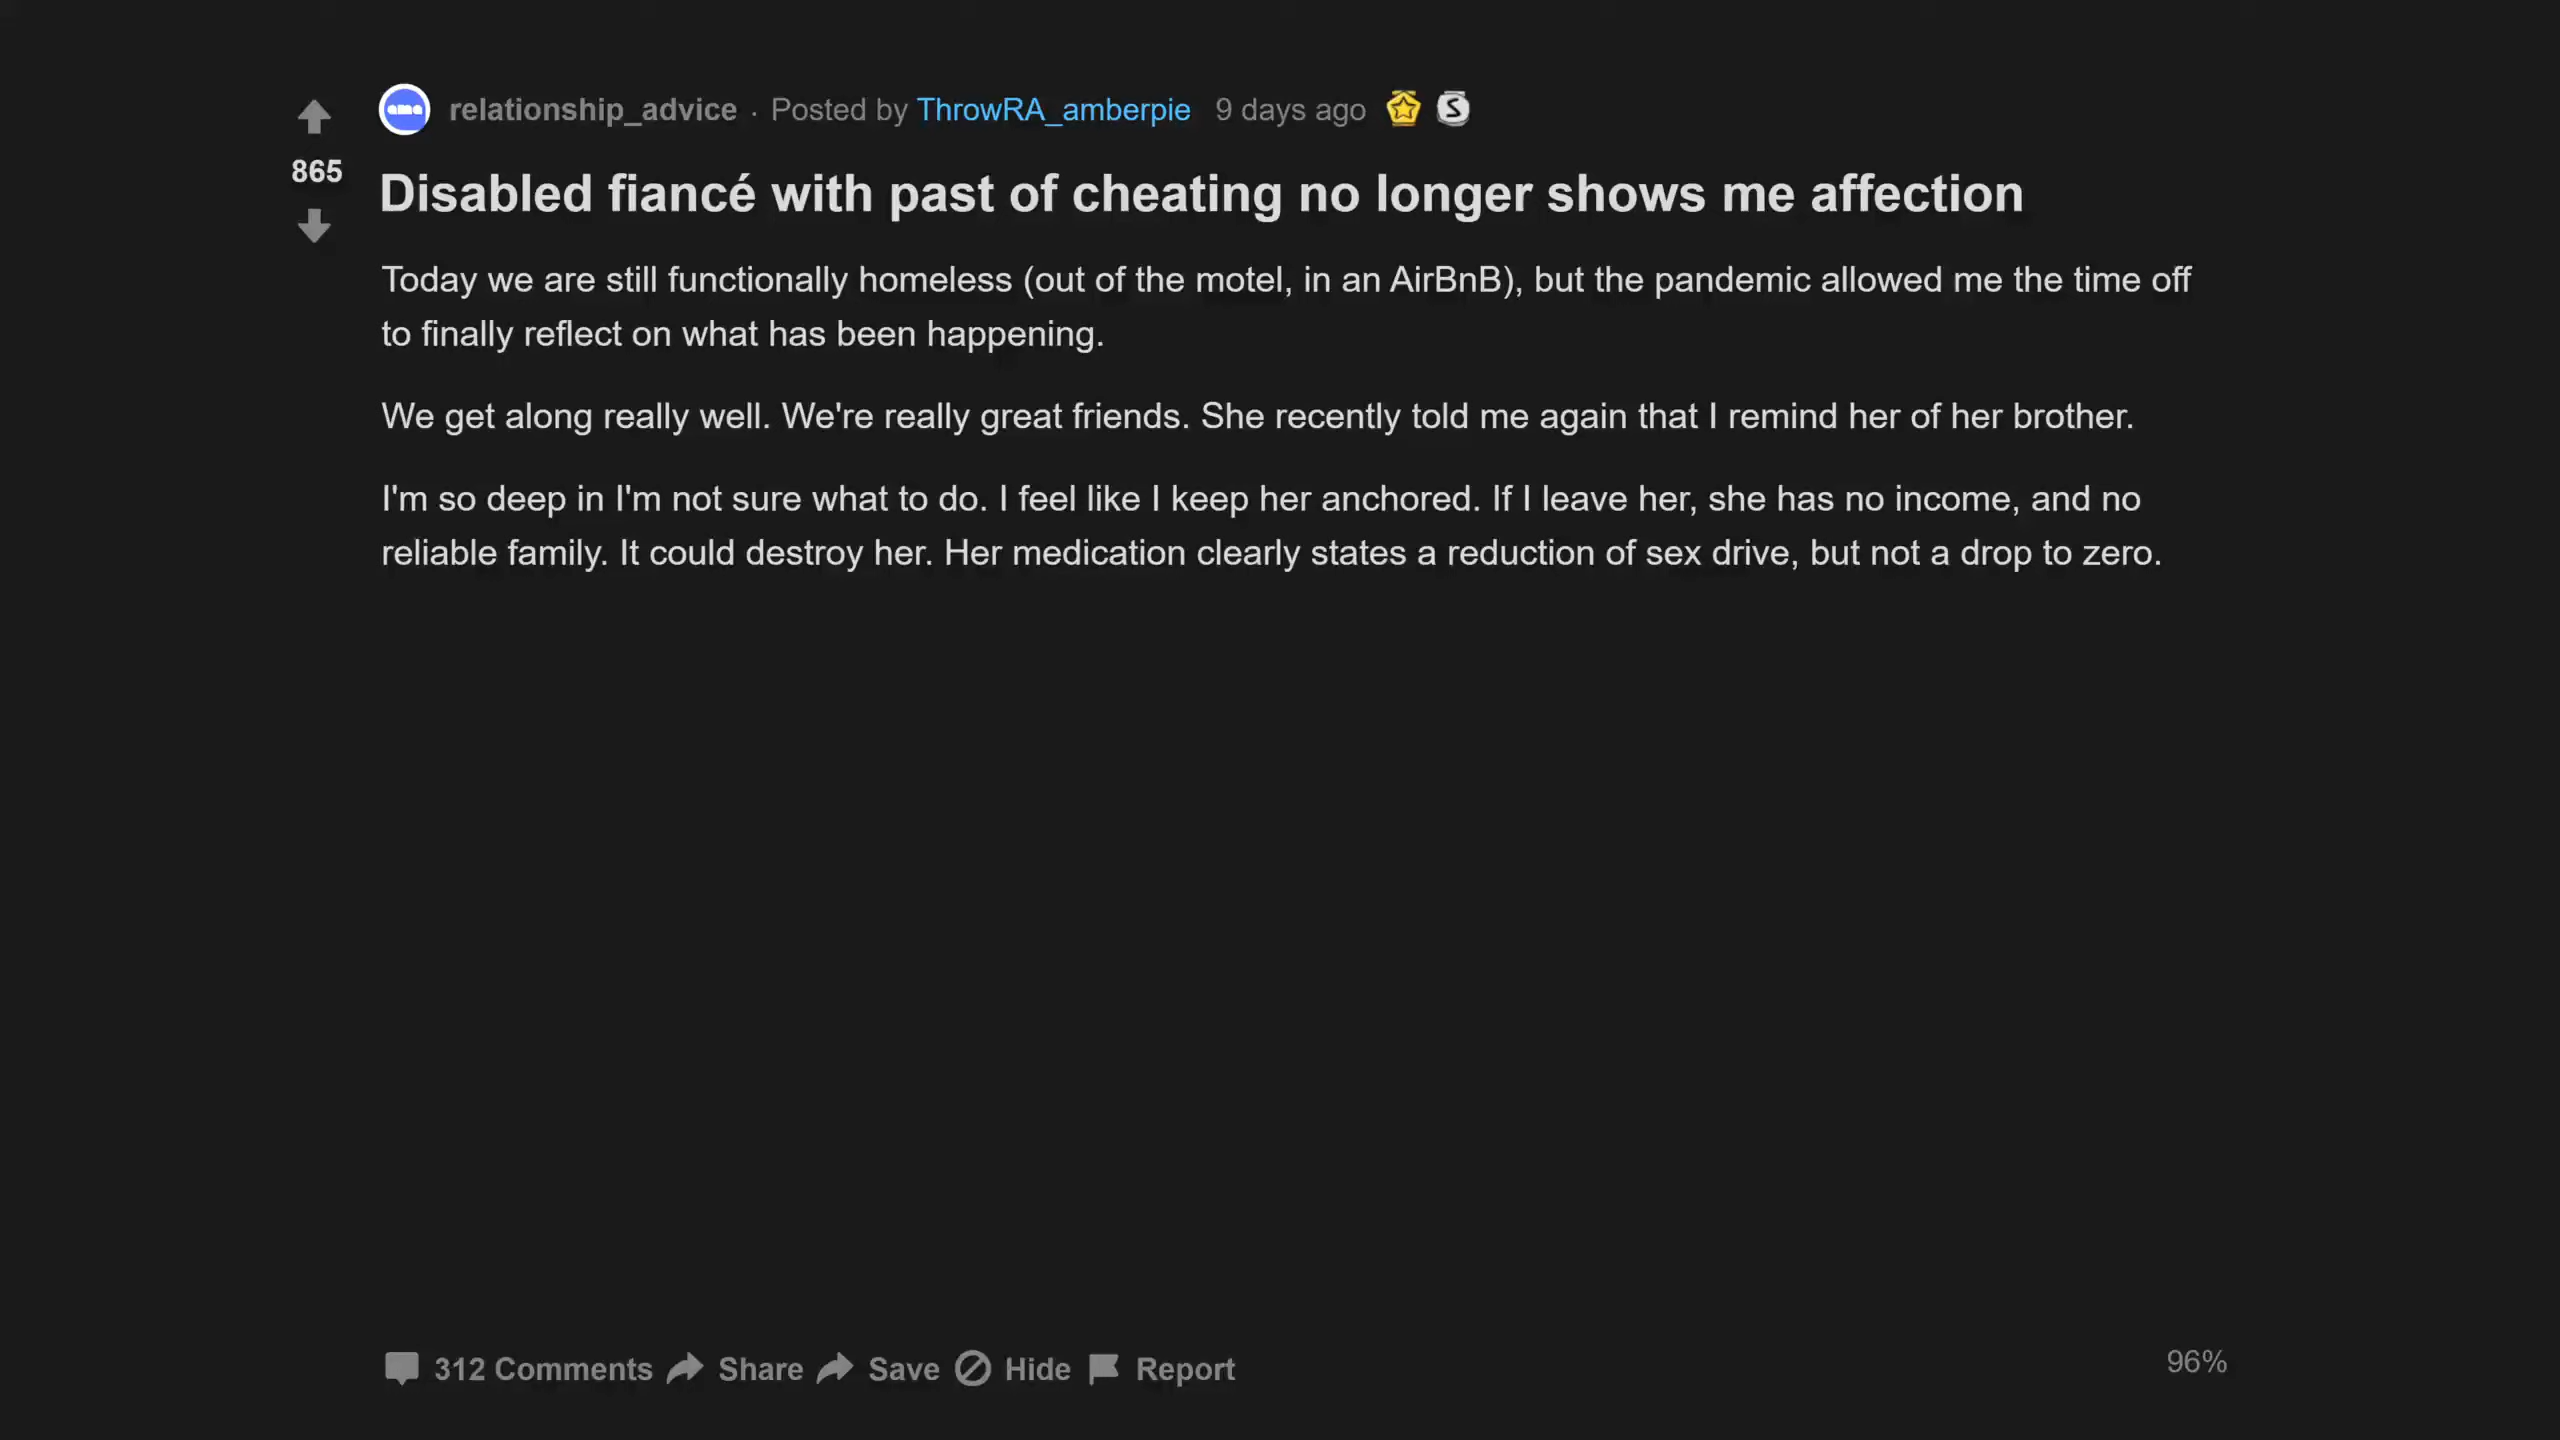 relationship_advice · Posted by ThrowRA_amberpie 9 days ago
865
Disabled fiancé with past of cheating no longer shows me affection
Today we are still functionally homeless (out of the motel, in an AirBnB), but the pandemic allowed me the time off
to finally reflect on what has been happening.
We get along really well. We're really great friends. She recently told me again that I remind her of her brother.
I'm so deep in I'm not sure what to do. I feel like I keep her anchored. If I leave her, she has no income, and no
reliable family. It could destroy her. Her medication clearly states a reduction of sex drive, but not a drop to zero.
312 Comments Share Save Hide Report
96%